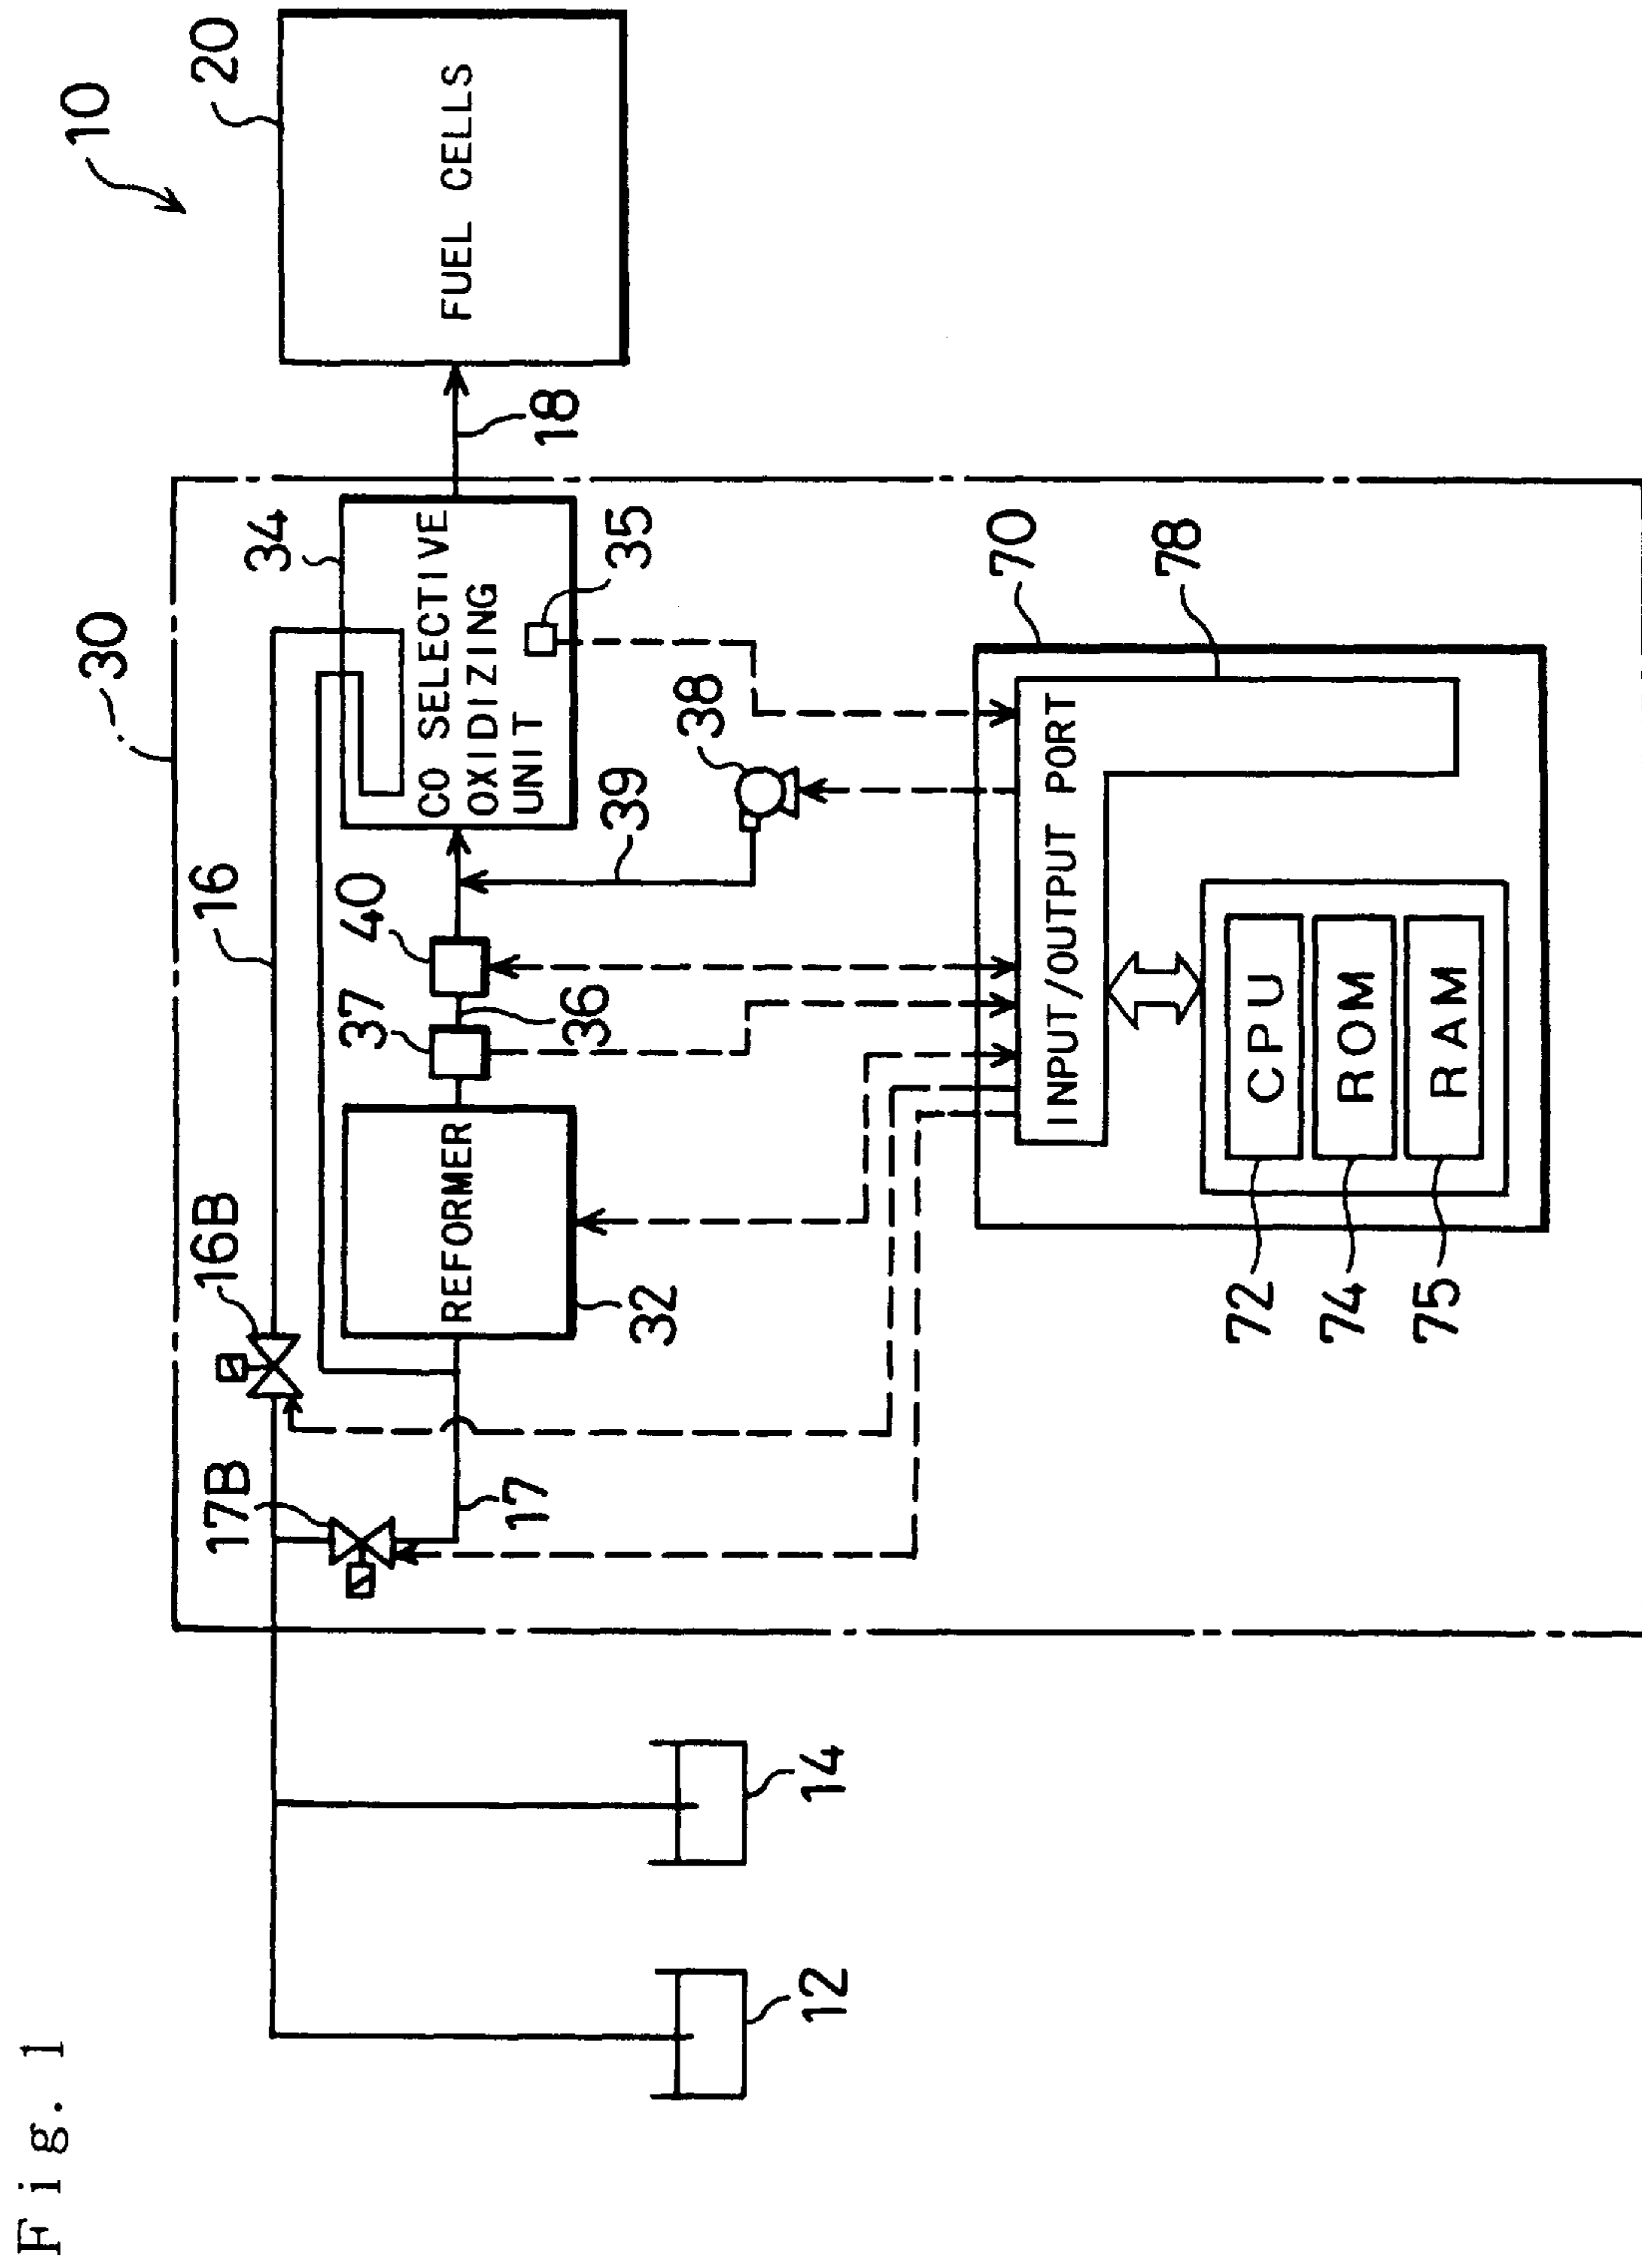 Fig. 1
10
20
FUEL CELLS
18
30
34
CO SELECTIVE
OXIDIZING
UNIT
35
16
40
37
36
39
38
16B
REFORMER
32
17B
17
70
78
INPUT/OUTPUT PORT
CPU
ROM
RAM
72
74
75
14
12